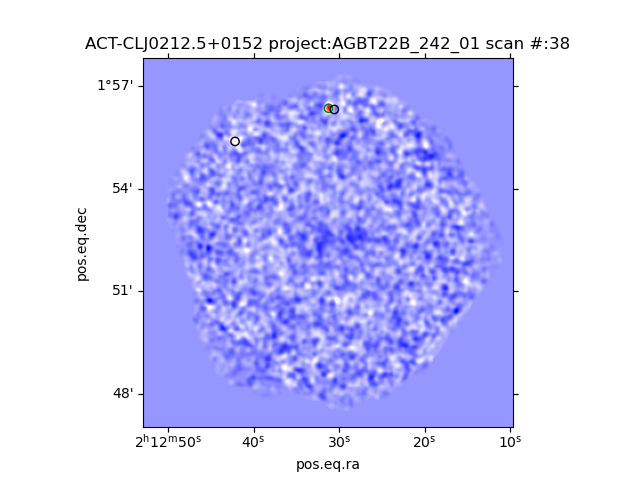 ACT-CLJ0212.5+0152 project:AGBT22B_242_01 scan #:38
1°57'
54'
51'
48'
pos.eq.dec
2ʰ12ᵐ50ˢ 40ˢ 30ˢ 20ˢ 10ˢ
pos.eq.ra